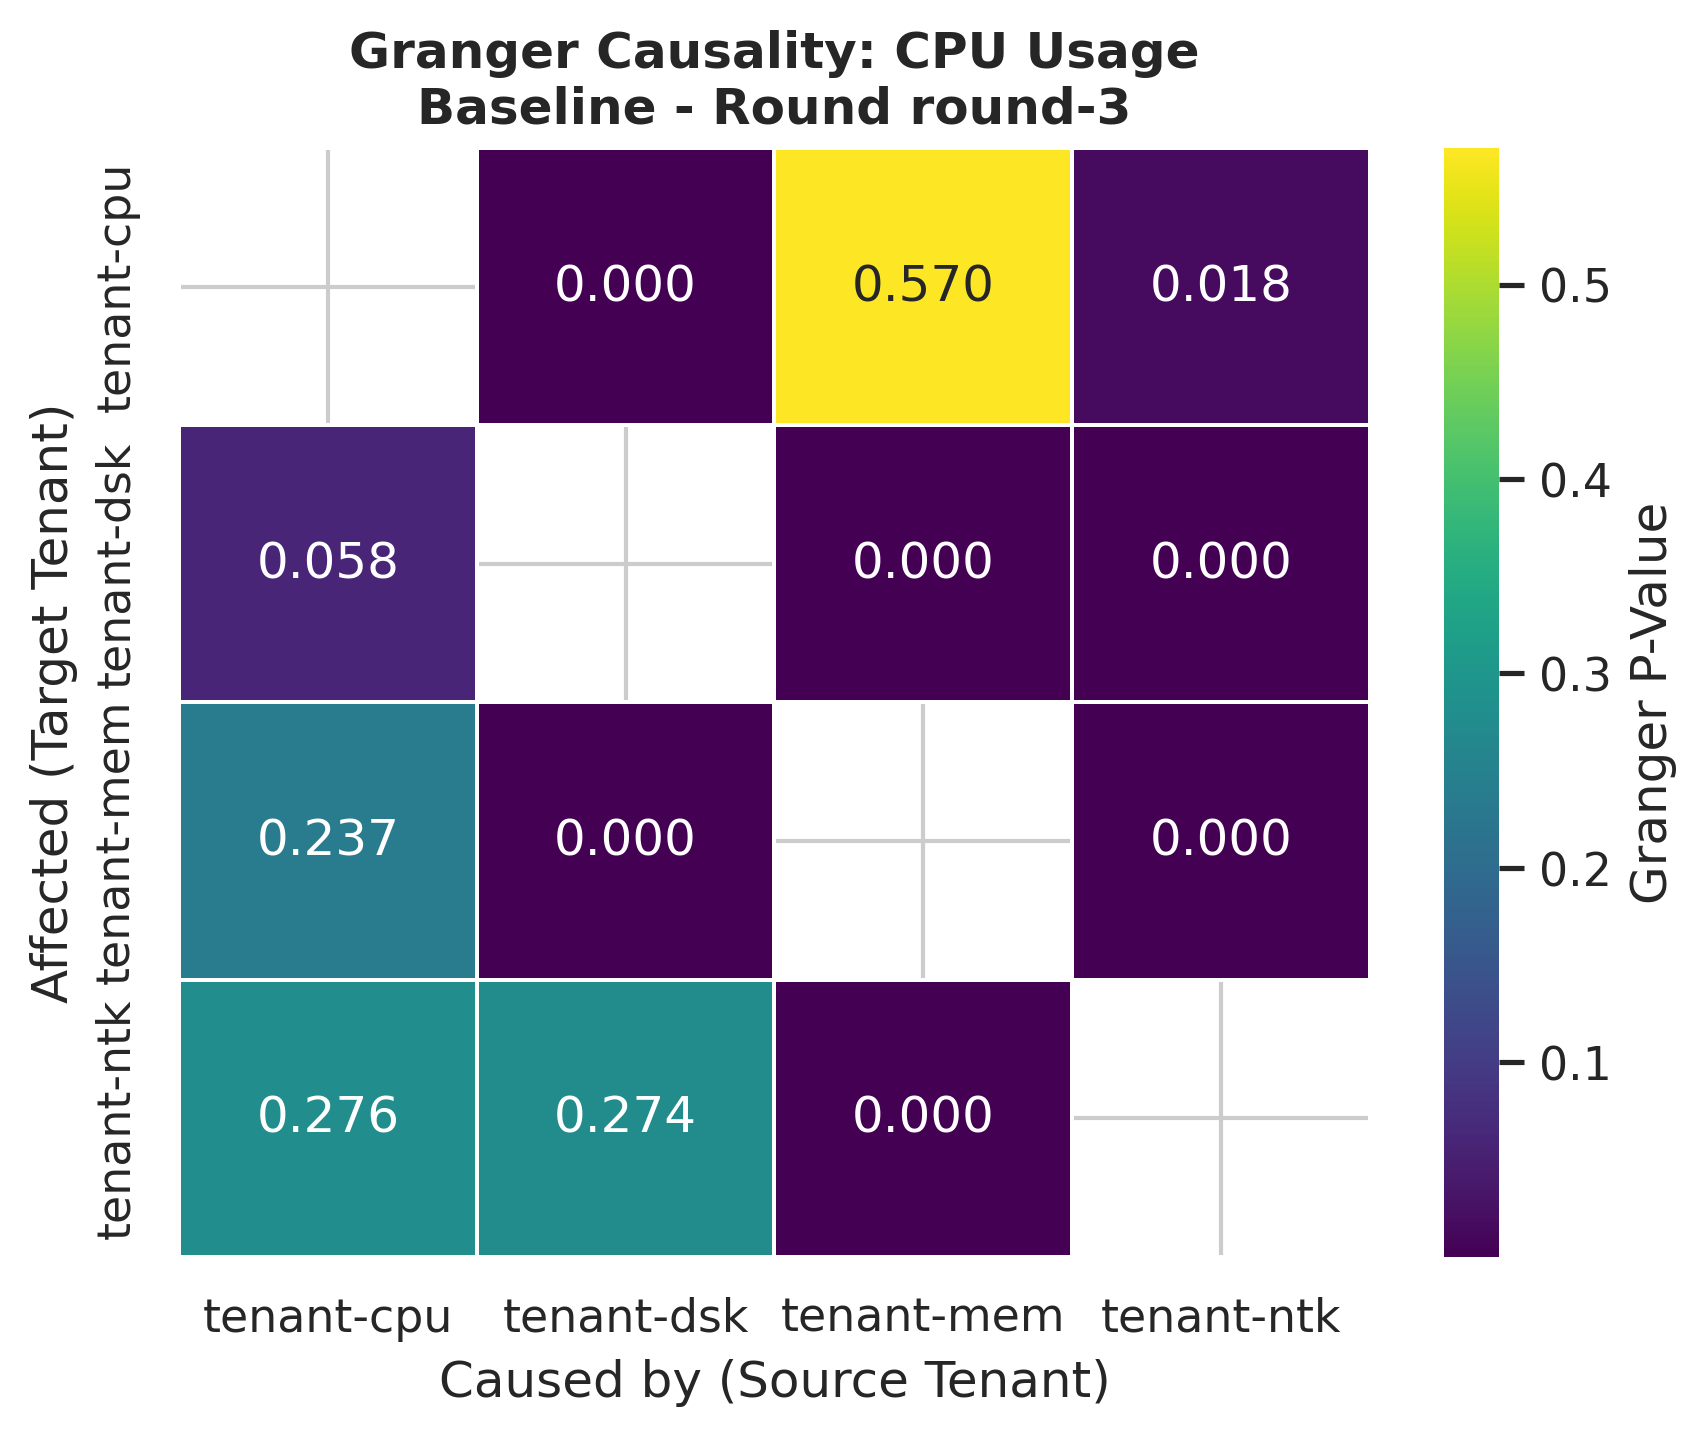 Granger Causality: CPU Usage
Baseline - Round round-3
Affected (Target Tenant)
tenant-cpu
0.000
0.570
0.018
tenant-dsk
0.058
0.000
0.000
tenant-mem
0.237
0.000
0.000
tenant-ntk
0.276
0.274
0.000
tenant-cpu
tenant-dsk
tenant-mem
tenant-ntk
Caused by (Source Tenant)
0.5
0.4
0.3
0.2
0.1
Granger P-Value